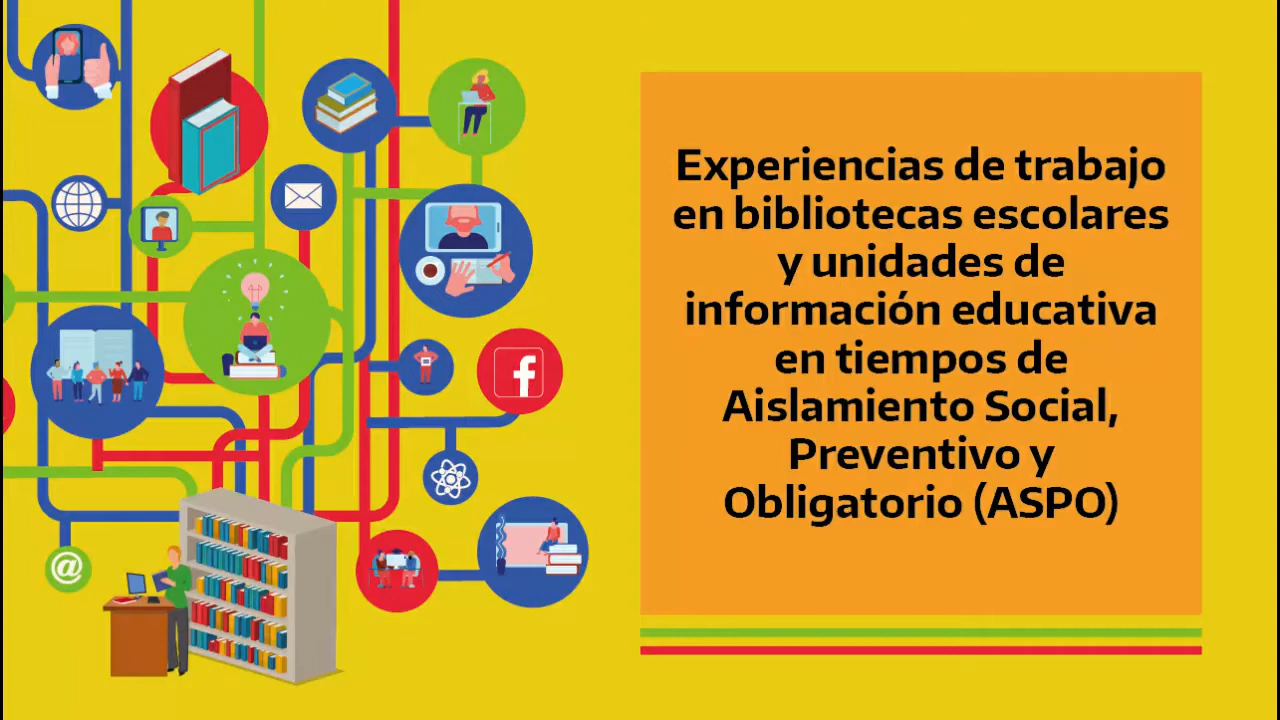 Experiencias de trabajo
en bibliotecas escolares
y unidades de
información educativa
en tiempos de
Aislamiento Social,
Preventivo y
Obligatorio (ASPO)
f
@